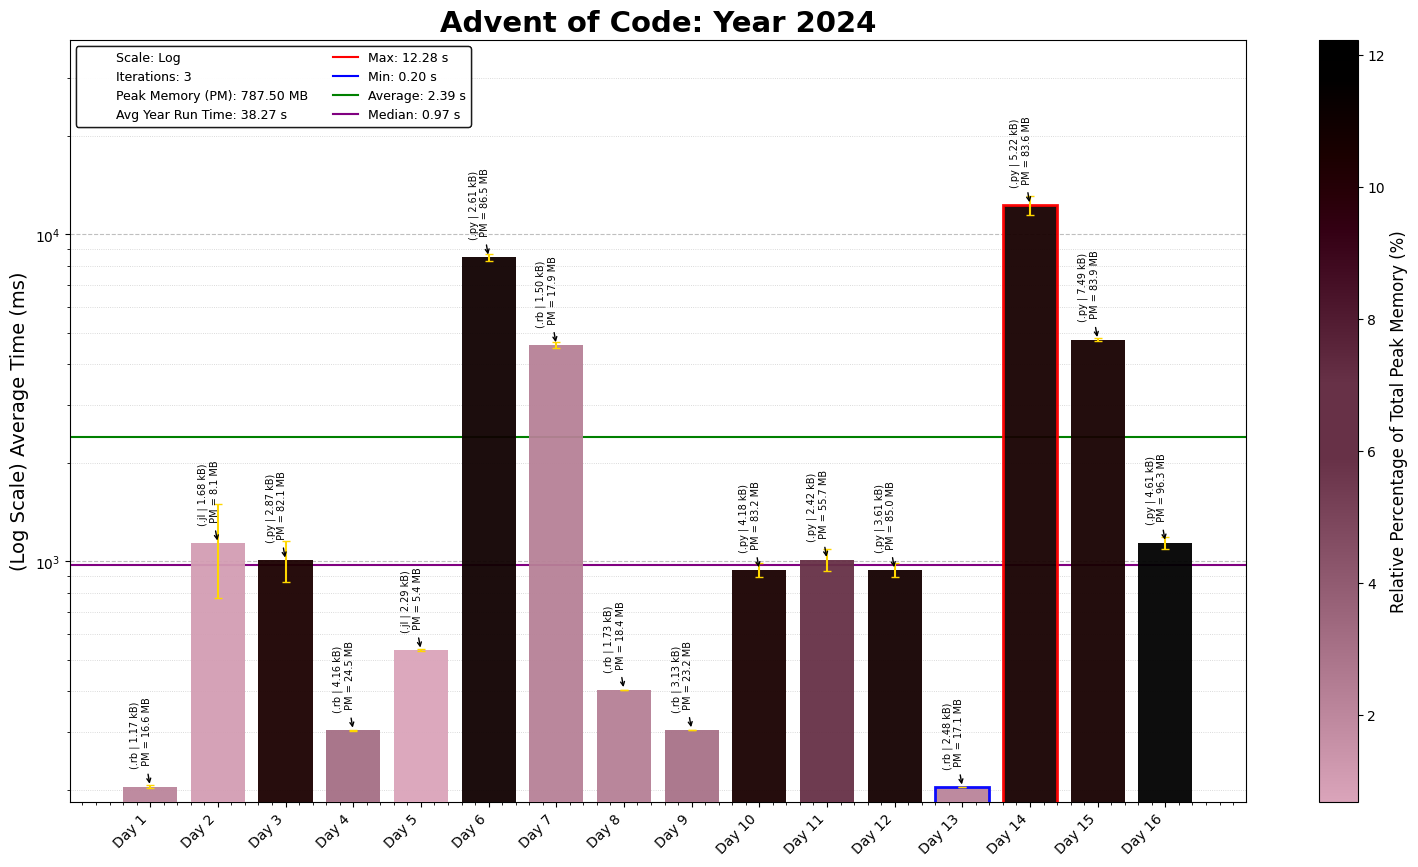 Advent of Code: Year 2024
Scale: Log
Iterations: 3
Peak Memory (PM): 787.50 MB
Avg Year Run Time: 38.27 s
Max: 12.28 s
Min: 0.20 s
Average: 2.39 s
Median: 0.97 s
(Log Scale) Average Time (ms)
10⁴
10³
(.rb | 1.17 kB)
PM = 16.6 MB
(.jl | 1.68 kB)
PM = 8.1 MB
(.py | 2.87 kB)
PM = 82.1 MB
(.rb | 4.16 kB)
PM = 24.5 MB
(.jl | 2.29 kB)
PM = 5.4 MB
(.py | 2.61 kB)
PM = 86.5 MB
(.rb | 1.50 kB)
PM = 17.9 MB
(.rb | 1.73 kB)
PM = 18.4 MB
(.rb | 3.13 kB)
PM = 23.2 MB
(.py | 4.18 kB)
PM = 83.2 MB
(.py | 2.42 kB)
PM = 55.7 MB
(.py | 3.61 kB)
PM = 85.0 MB
(.rb | 2.48 kB)
PM = 17.1 MB
(.py | 5.22 kB)
PM = 83.6 MB
(.py | 7.49 kB)
PM = 83.9 MB
(.py | 4.61 kB)
PM = 96.3 MB
Day 1
Day 2
Day 3
Day 4
Day 5
Day 6
Day 7
Day 8
Day 9
Day 10
Day 11
Day 12
Day 13
Day 14
Day 15
Day 16
12
10
8
6
4
2
Relative Percentage of Total Peak Memory (%)